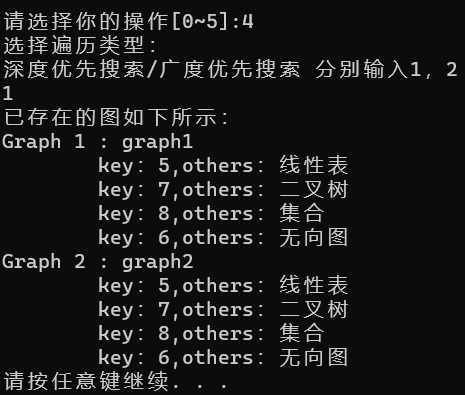 请选择你的操作[0~5]:4
选择遍历类型：
深度优先搜索/广度优先搜索 分别输入1，2
1
已存在的图如下所示：
Graph 1 : graph1
key：5,others：线性表
key：7,others：二叉树
key：8,others：集合
key：6,others：无向图
Graph 2 : graph2
key：5,others：线性表
key：7,others：二叉树
key：8,others：集合
key：6,others：无向图
请按任意键继续. . .